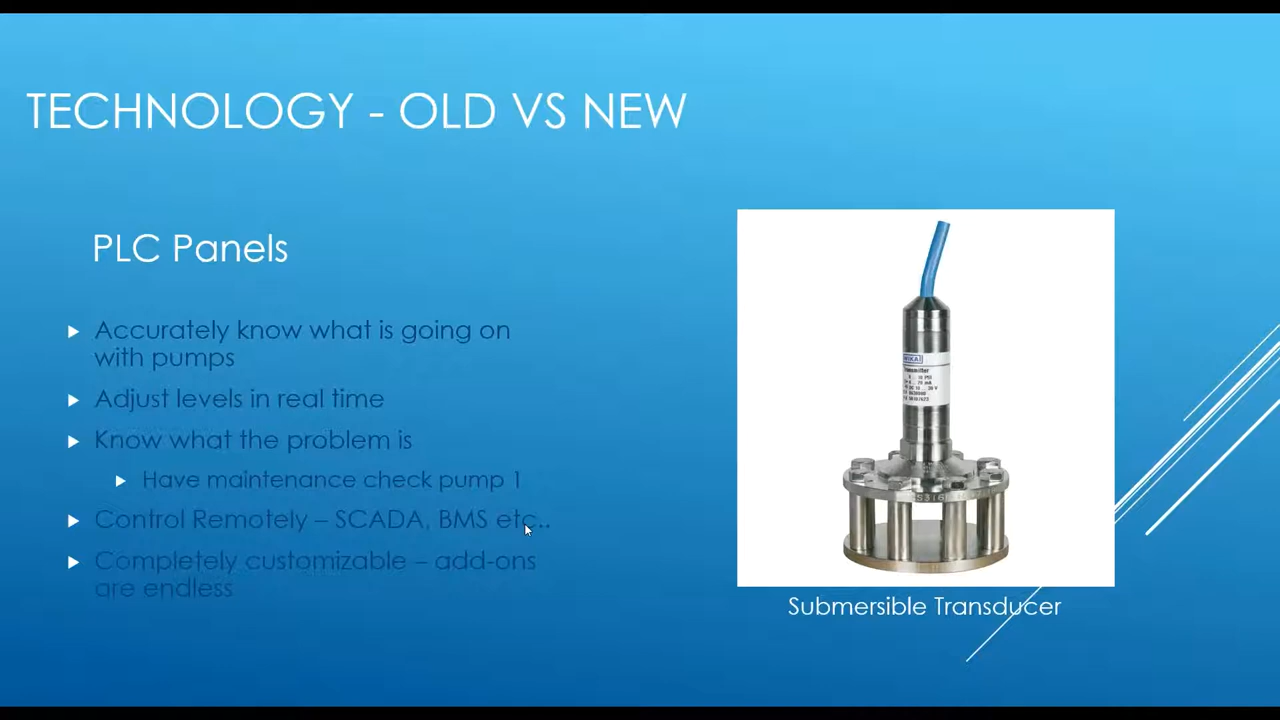 TECHNOLOGY - OLD VS NEW
PLC Panels
Accurately know what is going on
with pumps
Adjust levels in real time
Know what the problem is
Have maintenance check pump 1
Control Remotely – SCADA, BMS etc..
Completely customizable – add-ons
are endless
WIKA
Transmitter
Submersible Transducer